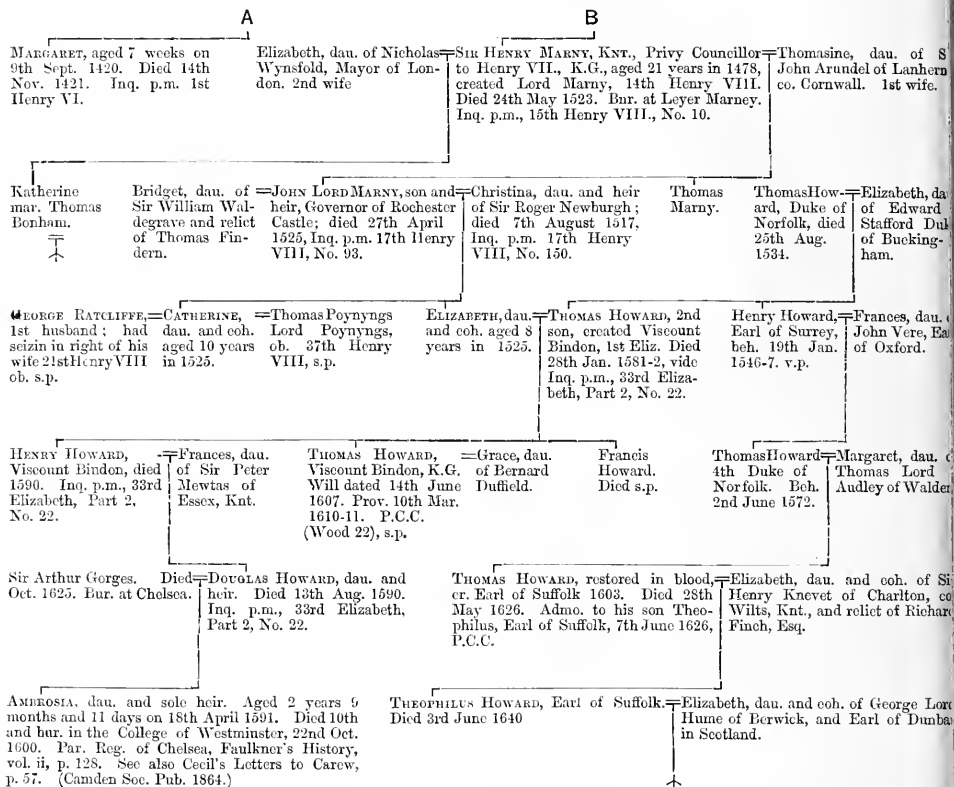 A
B
MARGARET, aged 7 weeks on
9th Sept. 1420. Died 14th
Nov. 1421. Inq. p.m. 1st
Henry VI.
Elizabeth, dau. of Nicholas
Wynsfold, Mayor of Lon-
don. 2nd wife
SIR HENRY MARNY, KNT., Privy Councillor
to Henry VII., K.G., aged 21 years in 1478,
created Lord Marny, 14th Henry VIII.
Died 24th May 1523. Bur. at Leyer Marney.
Inq. p.m., 15th Henry VIII., No. 10.
Thomasine, dau. of S
John Arundel of Lanhern
co. Cornwall. 1st wife.
Katherine
mar. Thomas
Bonham.
Bridget, dau. of
Sir William Wal-
degrave and relict
of Thomas Fin-
dern.
JOHN LORD MARNY, son and
heir, Governor of Rochester
Castle; died 27th April
1525, Inq. p.m. 17th Henry
VIII, No. 93.
Christina, dau. and heir
of Sir Roger Newburgh;
died 7th August 1517,
Inq. p.m. 17th Henry
VIII, No. 150.
Thomas
Marny.
Thomas How-
ard, Duke of
Norfolk, died
25th Aug.
1534.
Elizabeth, da
of Edward
Stafford Du
of Bucking-
ham.
GEORGE RATCLIFFE,
1st husband; had
seizin in right of his
wife 21st Henry VIII
ob. s.p.
CATHERINE,
dau. and coh.
aged 10 years
in 1525.
Thomas Poynyngs
Lord Poynyngs,
ob. 37th Henry
VIII, s.p.
ELIZABETH, dau.
and coh. aged 8
years in 1525.
THOMAS HOWARD, 2nd
son, created Viscount
Bindon, 1st Eliz. Died
28th Jan. 1581-2, vide
Inq. p.m., 33rd Eliza-
beth, Part 2, No. 22.
Henry Howard,
Earl of Surrey,
beh. 19th Jan.
1546-7. v.p.
Frances, dau.
John Vere, Ea
of Oxford.
HENRY HOWARD,
Viscount Bindon, died
1590. Inq. p.m., 33rd
Elizabeth, Part 2,
No. 22.
Frances, dau.
of Sir Peter
Mewtas of
Essex, Knt.
THOMAS HOWARD,
Viscount Bindon, K.G.
Will dated 14th June
1607. Prov. 10th Mar.
1610-11. P.C.C.
(Wood 22), s.p.
Grace, dau.
of Bernard
Duffield.
Francis
Howard.
Died s.p.
Thomas Howard
4th Duke of
Norfolk. Beh.
2nd June 1572.
Margaret, dau.
Thomas Lord
Audley of Walden
Sir Arthur Gorges. Died
Oct. 1625. Bur. at Chelsea.
DOUGLAS HOWARD, dau. and
heir. Died 13th Aug. 1590.
Inq. p.m., 33rd Elizabeth,
Part 2, No. 22.
THOMAS HOWARD, restored in blood,
cr. Earl of Suffolk 1603. Died 28th
May 1626. Admo. to his son Theo-
philus, Earl of Suffolk, 7th June 1626,
P.C.C.
Elizabeth, dau. and coh. of Si
Henry Knevet of Charlton, co
Wilts, Knt., and relict of Richard
Finch, Esq.
AMBROSIA, dau. and sole heir. Aged 2 years 9
months and 11 days on 18th April 1591. Died 10th
and bur. in the College of Westminster, 22nd Oct.
1600. Par. Reg. of Chelsea, Faulkner's History,
vol. ii, p. 128. See also Cecil's Letters to Carew,
p. 57. (Camden Soc. Pub. 1864.)
THEOPHILUS HOWARD, Earl of Suffolk.
Died 3rd June 1640
Elizabeth, dau. and coh. of George Lord
Hume of Berwick, and Earl of Dunba
in Scotland.